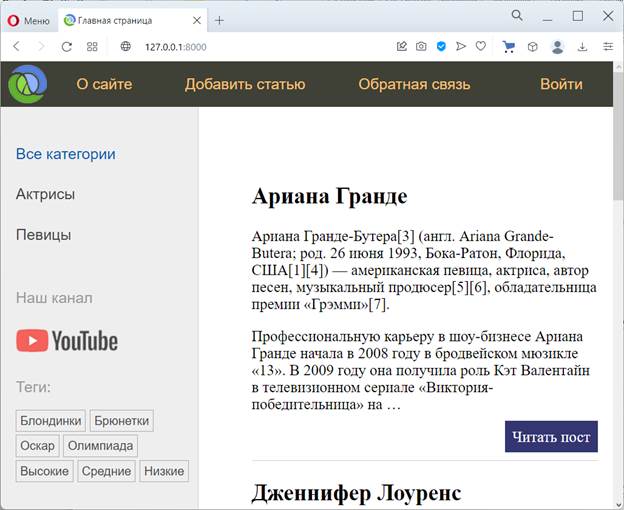 Меню
Главная страница
127.0.0.1:8000
О сайте Добавить статью Обратная связь Войти
Все категории
Актрисы
Певицы
Наш канал
YouTube
Теги:
Блондинки Брюнетки
Оскар Олимпиада
Высокие Средние Низкие
Ариана Гранде
Ариана Гранде-Бутера[3] (англ. Ariana Grande-
Butera; род. 26 июня 1993, Бока-Ратон, Флорида,
США[1][4]) — американская певица, актриса, автор
песен, музыкальный продюсер[5][6], обладательница
премии «Грэмми»[7].
Профессиональную карьеру в шоу-бизнесе Ариана
Гранде начала в 2008 году в бродвейском мюзикле
«13». В 2009 году она получила роль Кэт Валентайн
в телевизионном сериале «Виктория-
победительница» на …
Читать пост
Дженнифер Лоуренс